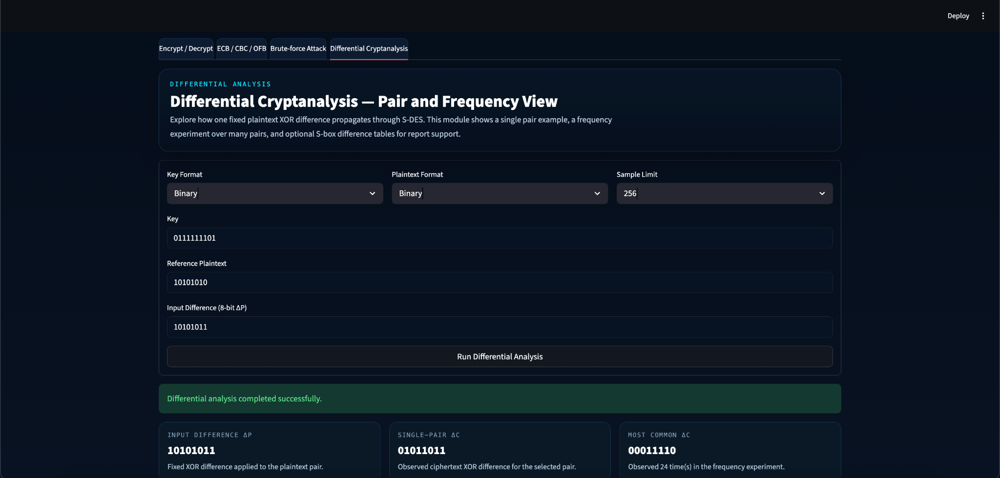 Deploy
Encrypt / Decrypt ECB / CBC / OFB Brute-force Attack Differential Cryptanalysis
DIFFERENTIAL ANALYSIS
Differential Cryptanalysis — Pair and Frequency View
Explore how one fixed plaintext XOR difference propagates through S-DES. This module shows a single pair example, a frequency
experiment over many pairs, and optional S-box difference tables for report support.
Key Format Plaintext Format Sample Limit
Binary Binary 256
Key
0111111101
Reference Plaintext
10101010
Input Difference (8-bit ΔP)
10101011
Run Differential Analysis
Differential analysis completed successfully.
INPUT DIFFERENCE ΔP SINGLE-PAIR ΔC MOST COMMON ΔC
10101011 01011011 00011110
Fixed XOR difference applied to the plaintext pair. Observed ciphertext XOR difference for the selected pair. Observed 24 time(s) in the frequency experiment.